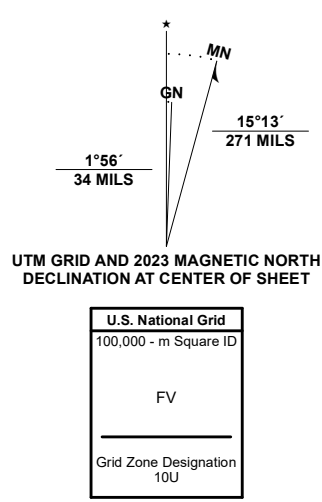 ★
MN
GN
15°13´
271 MILS
1°56´
34 MILS
UTM GRID AND 2023 MAGNETIC NORTH
DECLINATION AT CENTER OF SHEET
U.S. National Grid
100,000 - m Square ID
FV
Grid Zone Designation
10U